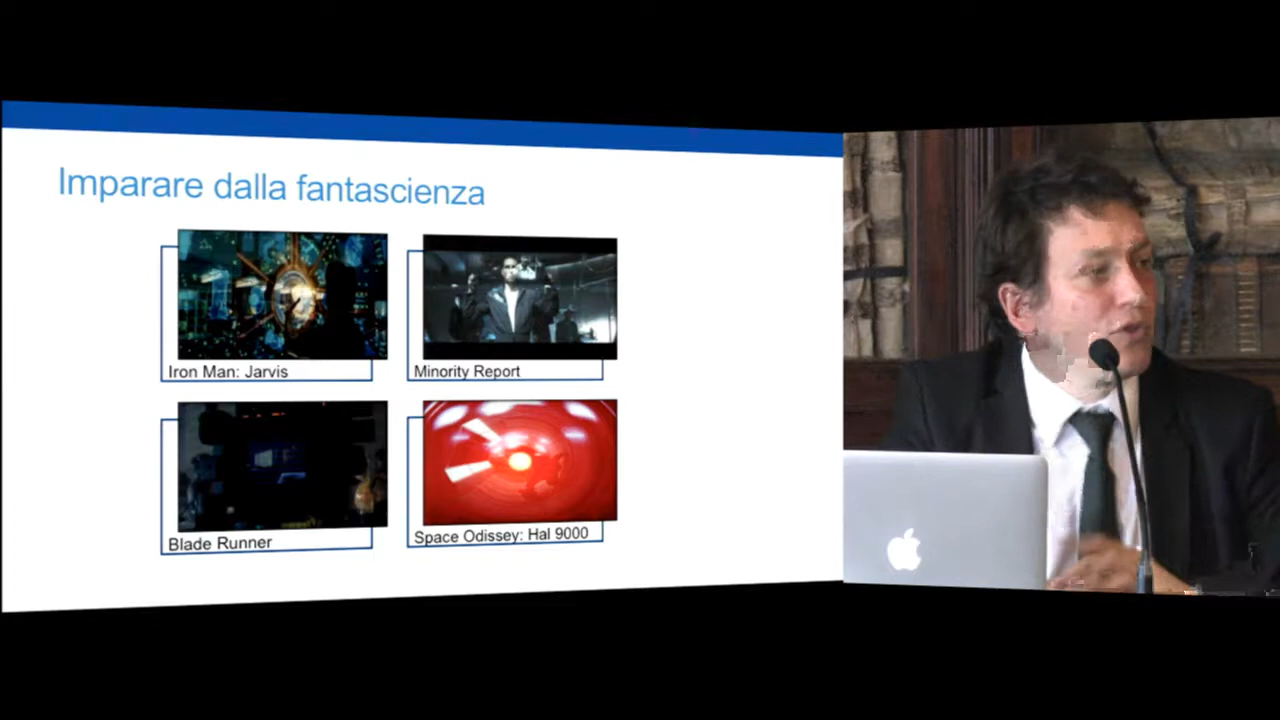 Imparare dalla fantascienza
Iron Man: Jarvis
Minority Report
Blade Runner
Space Odissey: Hal 9000